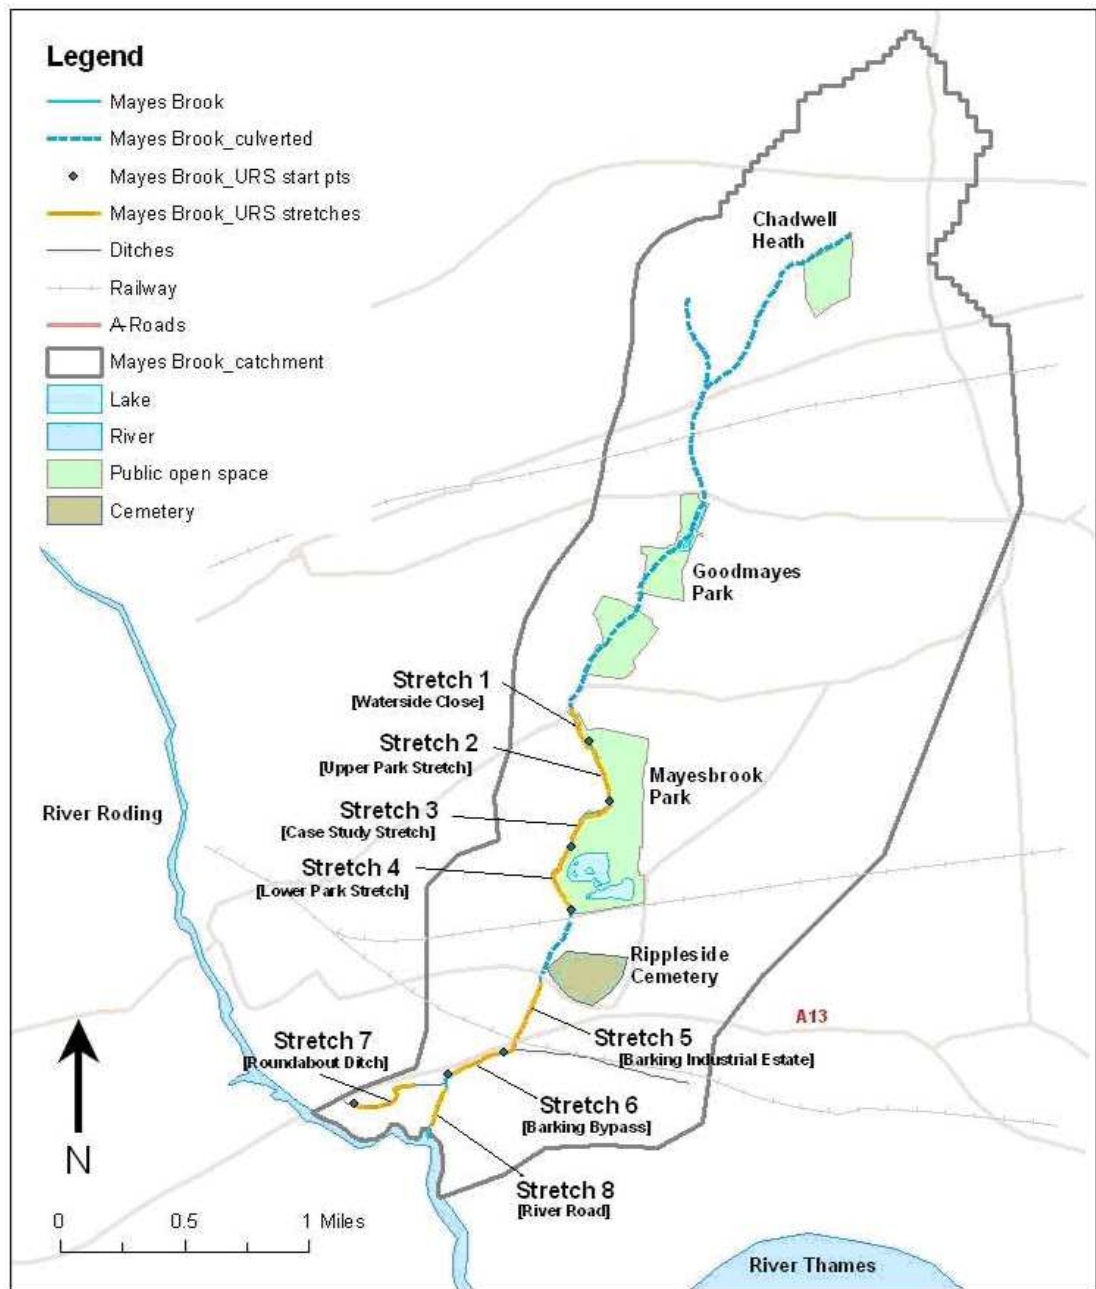 Legend
Mayes Brook
Mayes Brook_culverted
Mayes Brook_URS start pts
Mayes Brook_URS stretches
Ditches
Railway
A-Roads
Mayes Brook_catchment
Lake
River
Public open space
Cemetery
Chadwell
Heath
Goodmayes
Park
Stretch 1
[Waterside Close]
Stretch 2
[Upper Park Stretch]
Mayesbrook
Park
River Roding
Stretch 3
[Case Study Stretch]
Stretch 4
[Lower Park Stretch]
Rippleside
Cemetery
A13
Stretch 7
[Roundabout Ditch]
Stretch 5
[Barking Industrial Estate]
Stretch 6
[Barking Bypass]
N
Stretch 8
[River Road]
0 0.5 1 Miles
River Thames